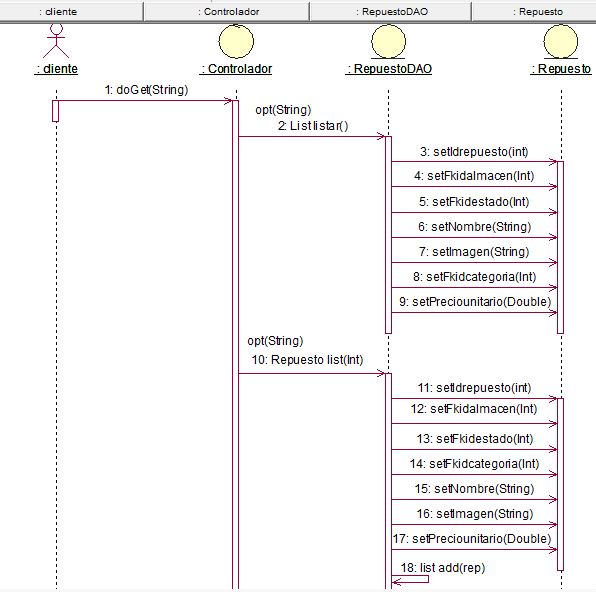 : cliente
: Controlador
: RepuestoDAO
: Repuesto
: cliente
: Controlador
: RepuestoDAO
: Repuesto
1: doGet(String)
opt(String)
2: List listar()
3: setIdrepuesto(int)
4: setFkidalmacen(Int)
5: setFkidestado(Int)
6: setNombre(String)
7: setImagen(String)
8: setFkidcategoria(Int)
9: setPreciounitario(Double)
opt(String)
10: Repuesto list(Int)
11: setIdrepuesto(int)
12: setFkidalmacen(Int)
13: setFkidestado(Int)
14: setFkidcategoria(Int)
15: setNombre(String)
16: setImagen(String)
17: setPreciounitario(Double)
18: list add(rep)